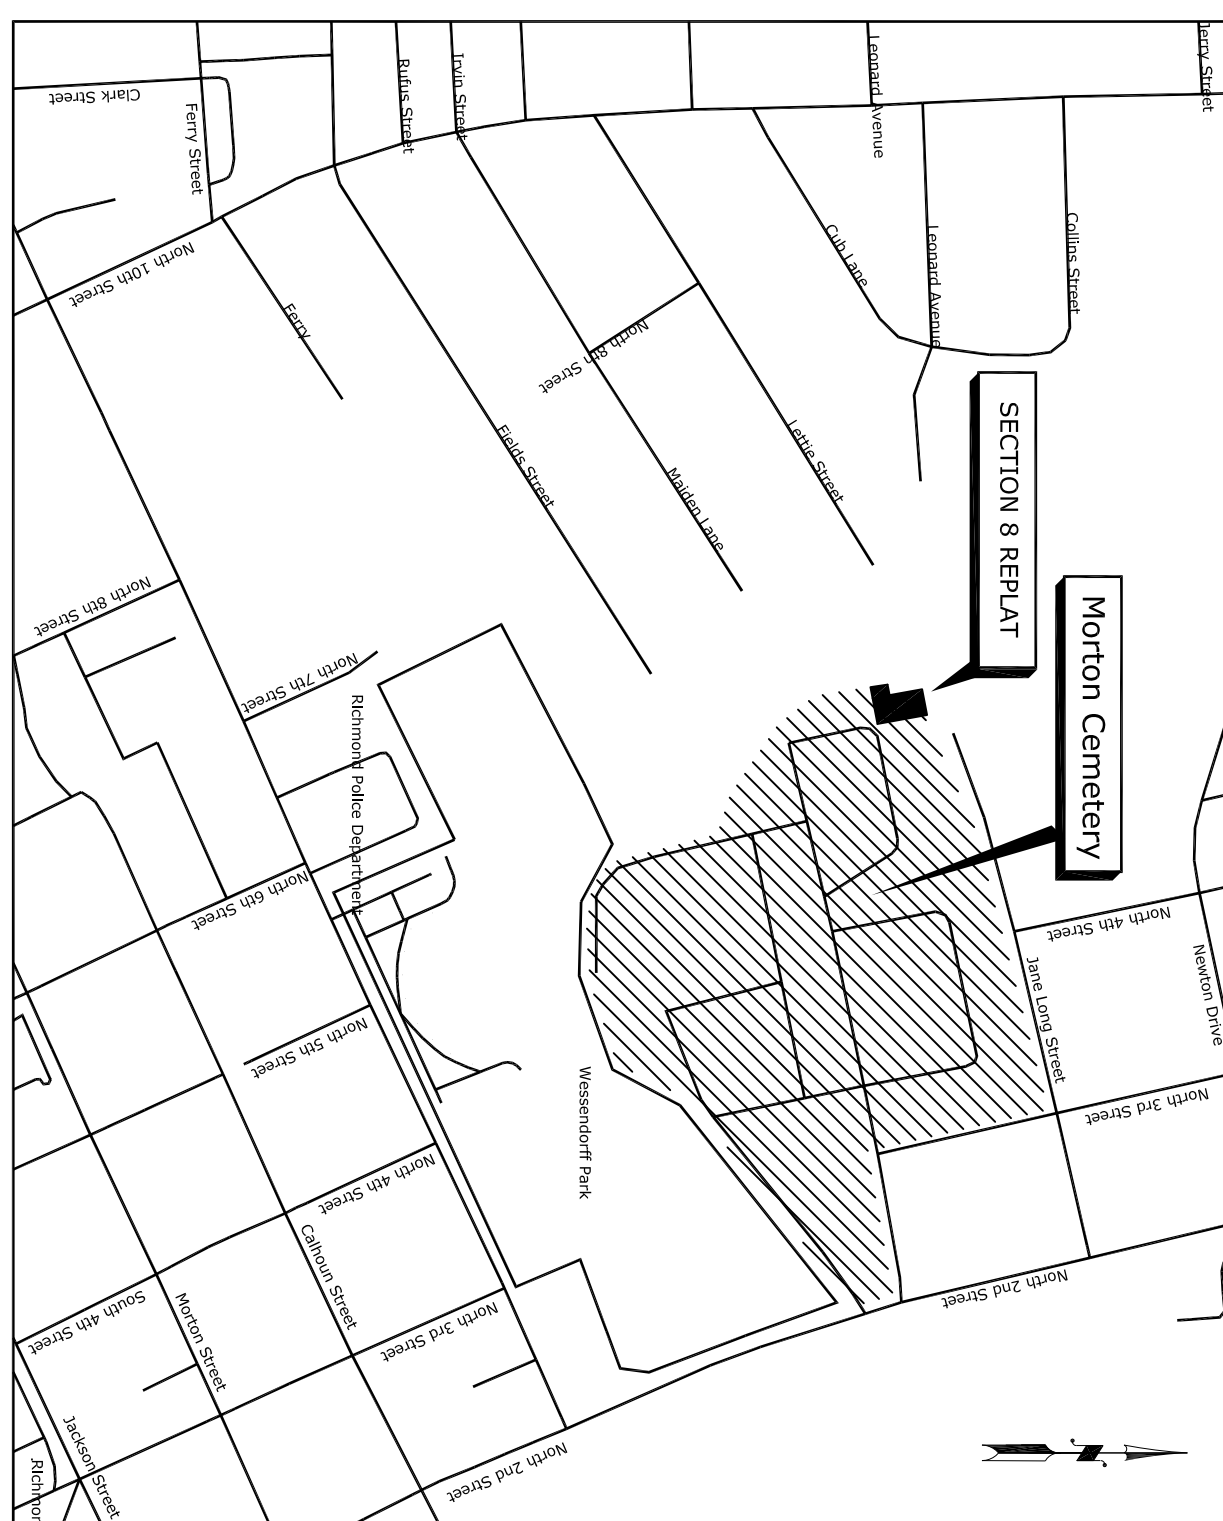 Clark Street
Ferry Street
Rufus Street
Irvin Street
Leonard Avenue
Jerry Street
North 10th Street
Ferry
Cub Lane
Leonard Avenue
Collins Street
North 8th Street
Fields Street
Maiden Lane
Lettie Street
SECTION 8 REPLAT
Morton Cemetery
North 8th Street
North 7th Street
RIchmond Police Department
North 6th Street
North 5th Street
North 4th Street
Jane Long Street
Newton Drive
Wessendorff Park
North 3rd Street
North 4th Street
Calhoun Street
South 4th Street
Morton Street
North 3rd Street
North 2nd Street
Jackson Street
North 2nd Street
RIchmon